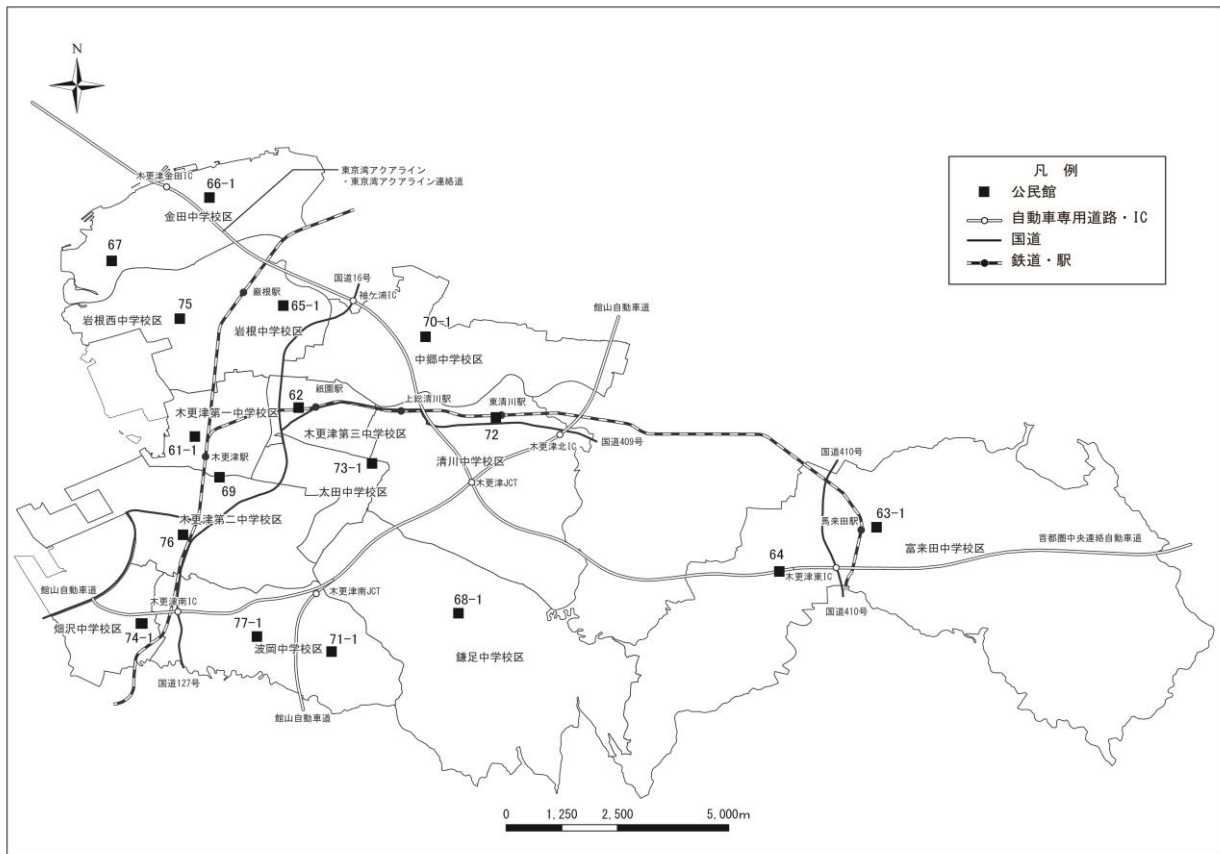 N
木更津金田IC
66-1
金田中学校区
東京湾アクアライン
・東京湾アクアライン連絡道
凡 例
公民館
自動車専用道路・IC
国道
鉄道・駅
67
国道16号
巌根駅
袖ケ浦IC
75
65-1
岩根西中学校区
岩根中学校区
70-1
中郷中学校区
館山自動車道
祇園駅
62
上総清川駅
東清川駅
木更津第一中学校区
木更津第三中学校区
72
61-1
木更津駅
木更津北IC
国道409号
清川中学校区
73-1
69
太田中学校区
木更津JCT
国道410号
木更津第二中学校区
76
馬来田駅
63-1
富来田中学校区
首都圏中央連絡自動車道
64
木更津東IC
国道410号
館山自動車道
木更津南JCT
木更津南IC
68-1
畑沢中学校区
74-1
77-1
波岡中学校区
71-1
鎌足中学校区
国道127号
館山自動車道
0 1,250 2,500 5,000m